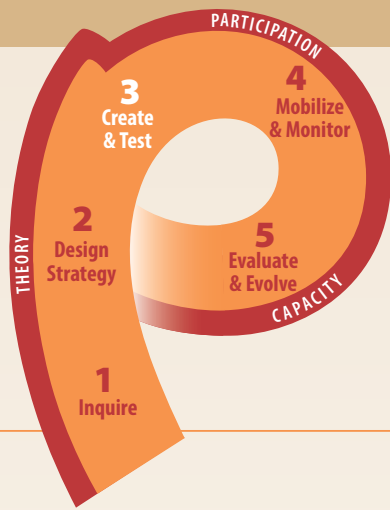 PARTICIPATION
3
Create
& Test
4
Mobilize
& Monitor
2
Design
Strategy
THEORY
5
Evaluate
& Evolve
CAPACITY
1
Inquire